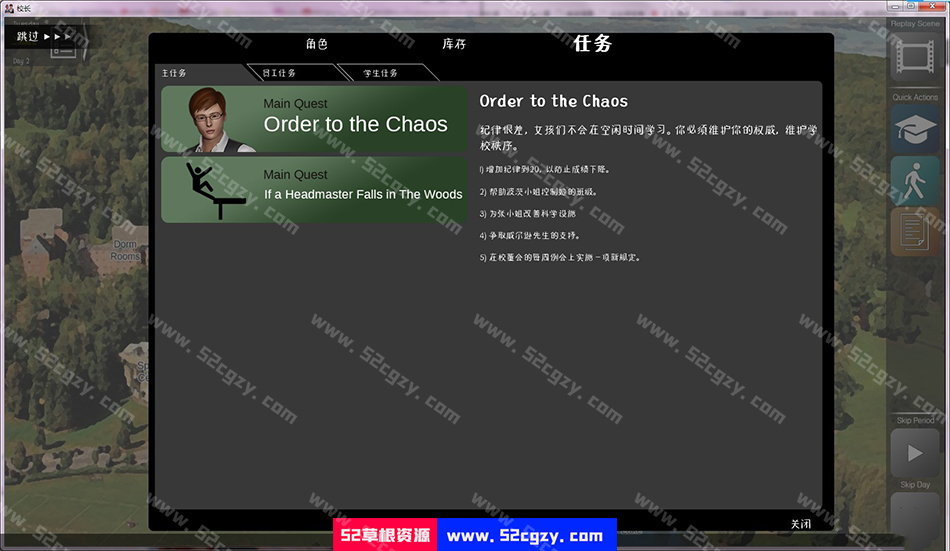 校长
跳过 ▶ ▶ ▶
Day 2
角色
库存
任务
主任务
员工任务
学生任务
Main Quest
Order to the Chaos
Main Quest
If a Headmaster Falls in The Woods
Order to the Chaos
纪律很差，女孩们不会在空闲时间学习。你必须维护你的权威，维护学
校秩序。
1) 增加纪律到20，以防止成绩下降。
2) 帮助波茨小姐控制她的班级。
3) 为张小姐改善科学设施
4) 争取威尔逊先生的支持。
5) 在校董会的每周例会上实施一项新规定。
关闭
Dorm
Rooms
Replay Scene
Quick Actions
Skip Period
Skip Day
www.52cgzy.com
52草根资源
www.52cgzy.com